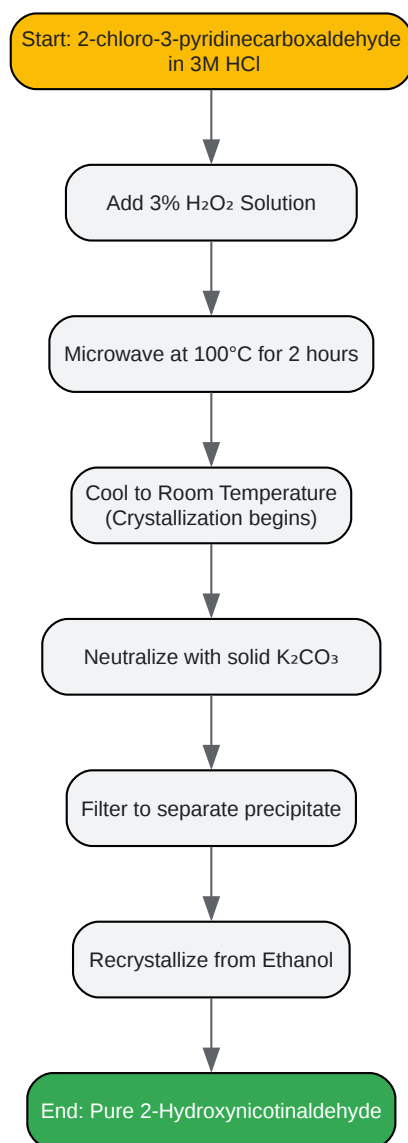 Start: 2-chloro-3-pyridinecarboxaldehyde
in 3M HCl
Add 3% H₂O₂ Solution
Microwave at 100°C for 2 hours
Cool to Room Temperature
(Crystallization begins)
Neutralize with solid K₂CO₃
Filter to separate precipitate
Recrystallize from Ethanol
End: Pure 2-Hydroxynicotinaldehyde